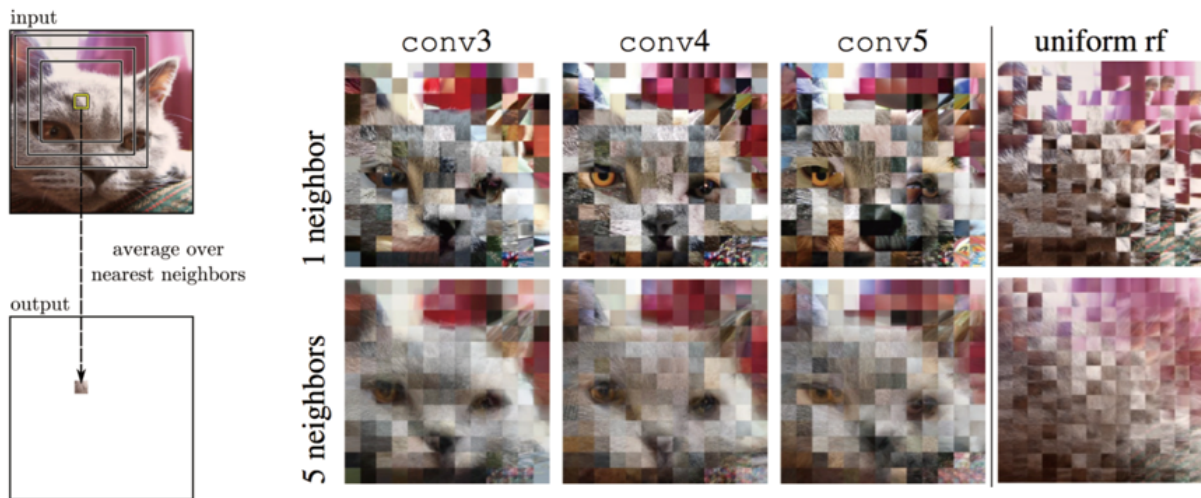 input
average over
nearest neighbors
output
conv3 conv4 conv5 uniform rf
1 neighbor
5 neighbors